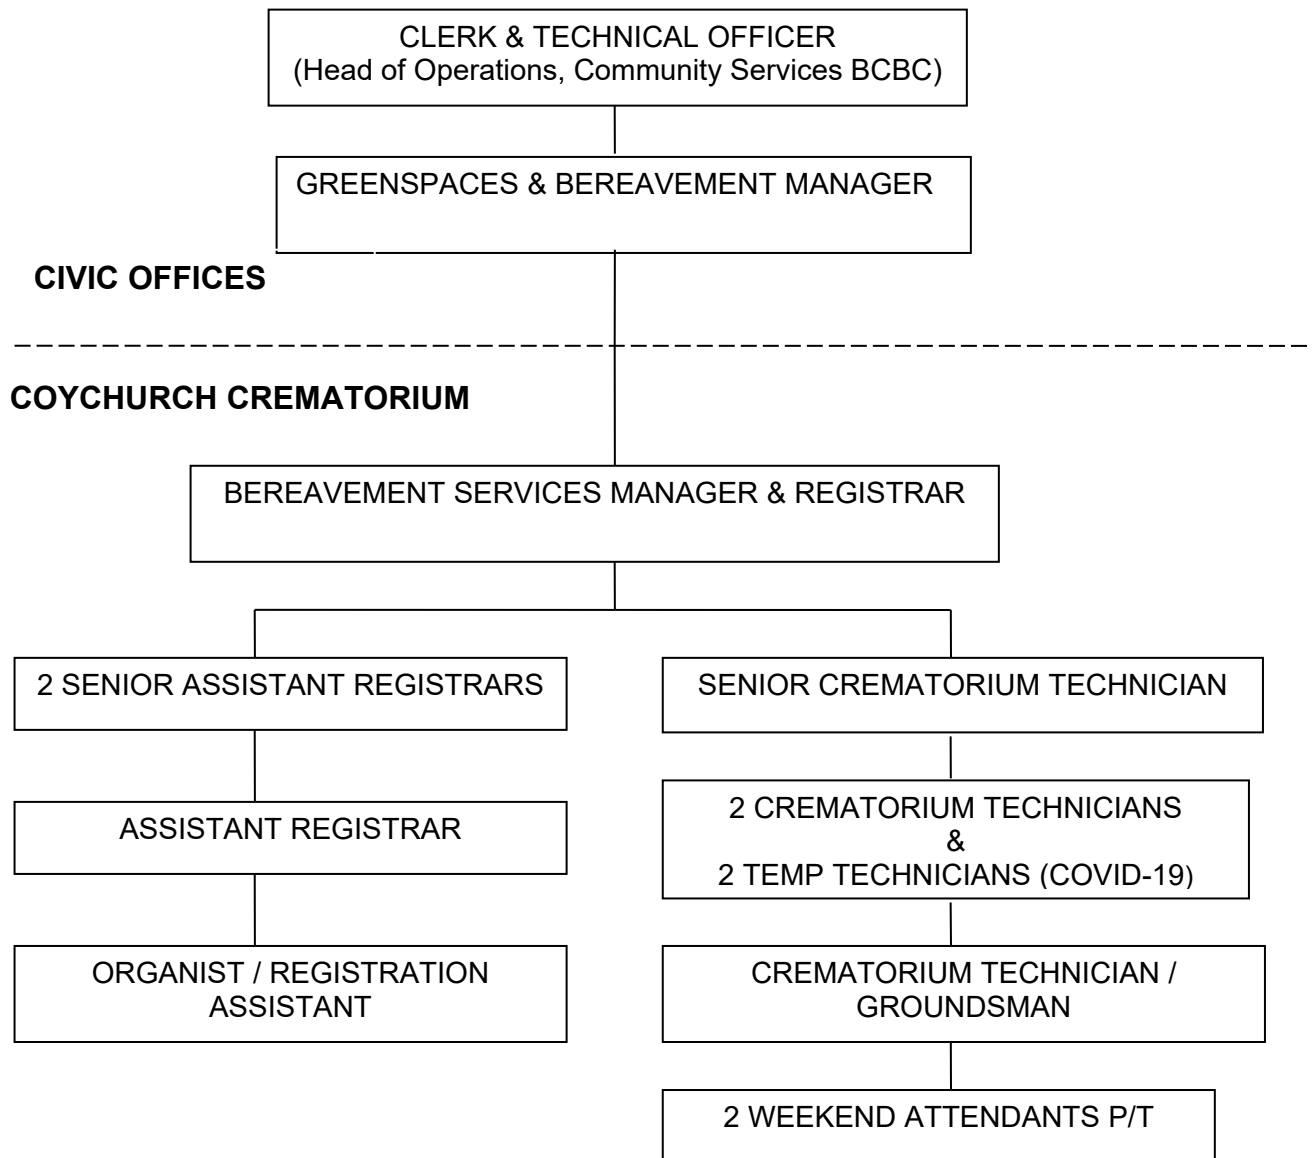 CLERK & TECHNICAL OFFICER
(Head of Operations, Community Services BCBC)
GREENSPACES & BEREAVEMENT MANAGER
CIVIC OFFICES
COYCHURCH CREMATORIUM
BEREAVEMENT SERVICES MANAGER & REGISTRAR
2 SENIOR ASSISTANT REGISTRARS
ASSISTANT REGISTRAR
ORGANIST / REGISTRATION
ASSISTANT
SENIOR CREMATORIUM TECHNICIAN
2 CREMATORIUM TECHNICIANS
&
2 TEMP TECHNICIANS (COVID-19)
CREMATORIUM TECHNICIAN /
GROUNDSMAN
2 WEEKEND ATTENDANTS P/T